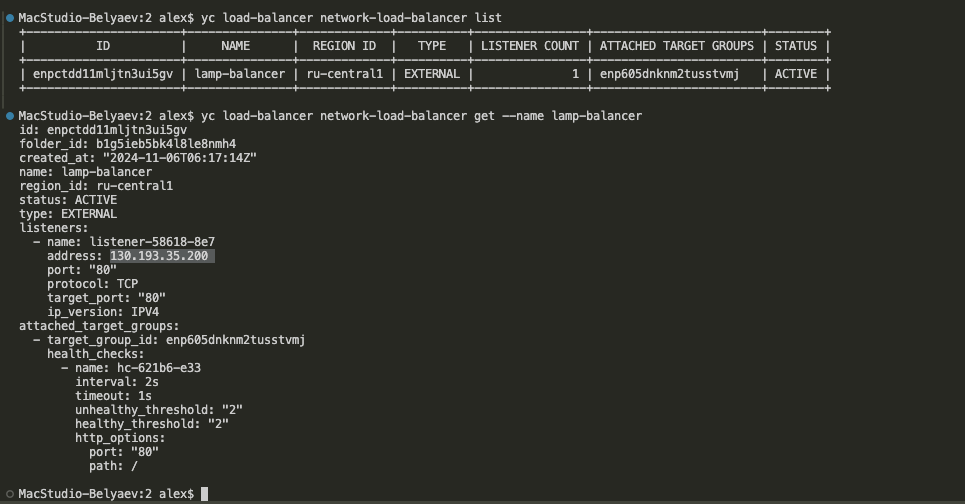 MacStudio-Belyaev:2 alex$ yc load-balancer network-load-balancer list
| ID | NAME | REGION ID | TYPE | LISTENER COUNT | ATTACHED TARGET GROUPS | STATUS |
| enpctdd11mljtn3ui5gv | lamp-balancer | ru-central1 | EXTERNAL | 1 | enp605dnknm2tusstvmj | ACTIVE |
MacStudio-Belyaev:2 alex$ yc load-balancer network-load-balancer get --name lamp-balancer
id: enpctdd11mljtn3ui5gv
folder_id: b1g5ieb5bk4l8le8nmh4
created_at: "2024-11-06T06:17:14Z"
name: lamp-balancer
region_id: ru-central1
status: ACTIVE
type: EXTERNAL
listeners:
- name: listener-58618-8e7
address: 130.193.35.200
port: "80"
protocol: TCP
target_port: "80"
ip_version: IPV4
attached_target_groups:
- target_group_id: enp605dnknm2tusstvmj
health_checks:
- name: hc-621b6-e33
interval: 2s
timeout: 1s
unhealthy_threshold: "2"
healthy_threshold: "2"
http_options:
port: "80"
path: /
MacStudio-Belyaev:2 alex$